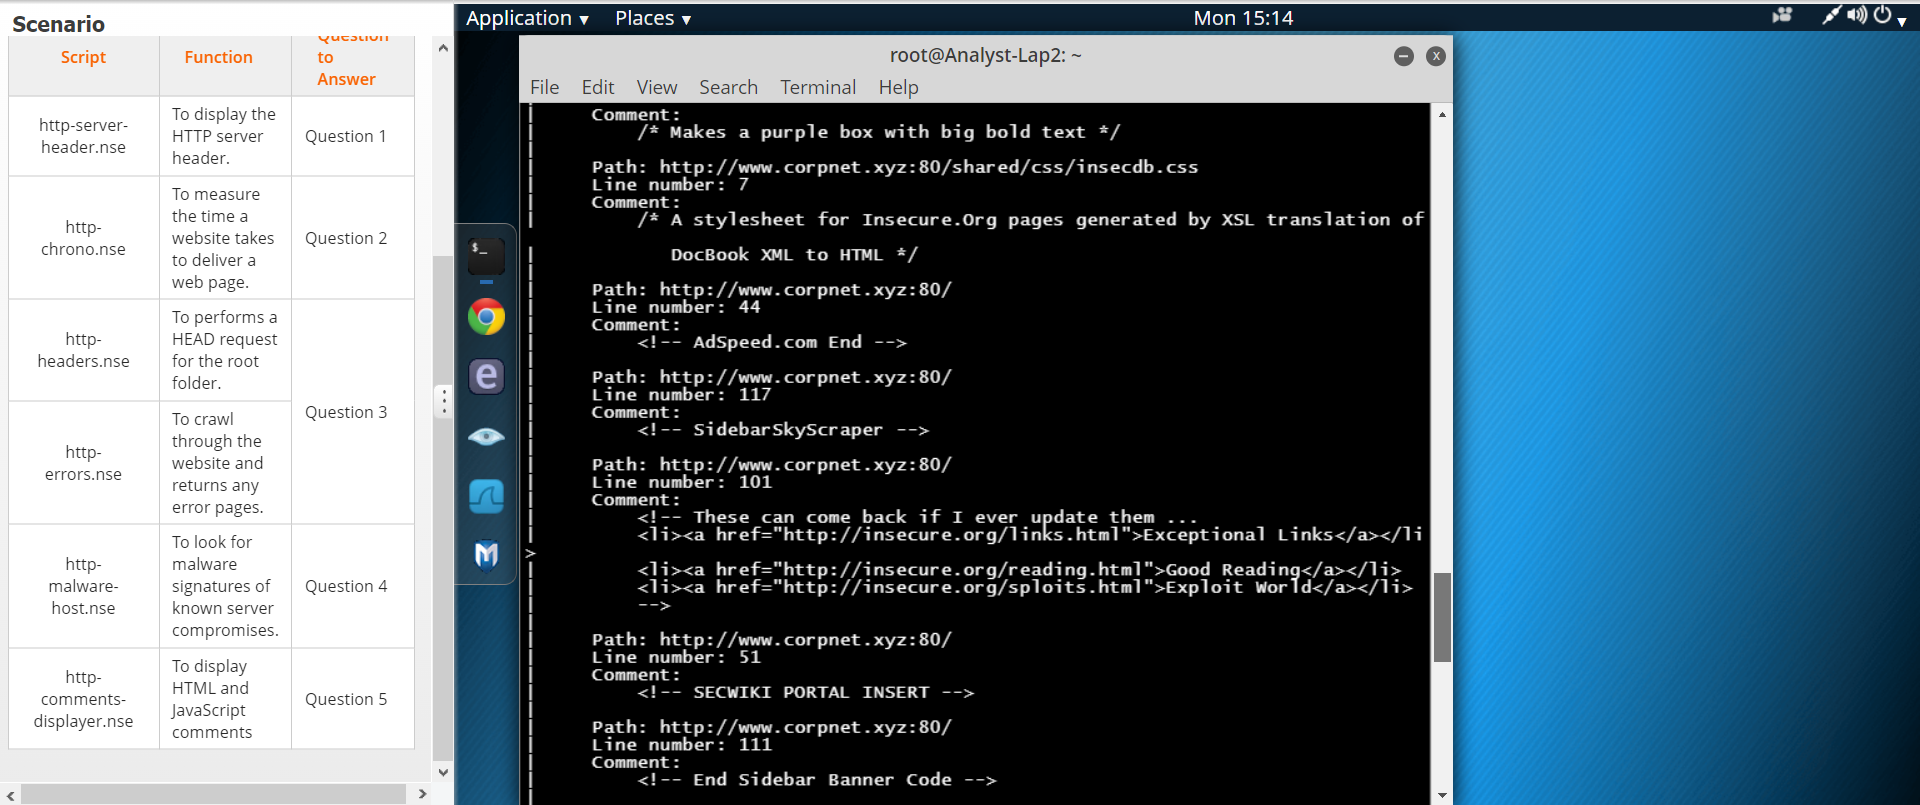 Scenario
Script
Function
Question
to
Answer
http-server-
header.nse
To display the
HTTP server
header.
Question 1
http-
chrono.nse
To measure
the time a
website takes
to deliver a
web page.
Question 2
http-
headers.nse
To performs a
HEAD request
for the root
folder.
Question 3
http-
errors.nse
To crawl
through the
website and
returns any
error pages.
http-
malware-
host.nse
To look for
malware
signatures of
known server
compromises.
Question 4
http-
comments-
displayer.nse
To display
HTML and
JavaScript
comments
Question 5
Application ▾ Places ▾ Mon 15:14
root@Analyst-Lap2: ~
File Edit View Search Terminal Help
| Comment:
| /* Makes a purple box with big bold text */
|
| Path: http://www.corpnet.xyz:80/shared/css/insecdb.css
| Line number: 7
| Comment:
| /* A stylesheet for Insecure.Org pages generated by XSL translation of
| DocBook XML to HTML */
|
| Path: http://www.corpnet.xyz:80/
| Line number: 44
| Comment:
| <!-- AdSpeed.com End -->
|
| Path: http://www.corpnet.xyz:80/
| Line number: 117
| Comment:
| <!-- SidebarSkyScraper -->
|
| Path: http://www.corpnet.xyz:80/
| Line number: 101
| Comment:
| <!-- These can come back if I ever update them ...
| <li><a href="http://insecure.org/links.html">Exceptional Links</a></li
>
| <li><a href="http://insecure.org/reading.html">Good Reading</a></li>
| <li><a href="http://insecure.org/sploits.html">Exploit World</a></li>
| -->
|
| Path: http://www.corpnet.xyz:80/
| Line number: 51
| Comment:
| <!-- SECWIKI PORTAL INSERT -->
|
| Path: http://www.corpnet.xyz:80/
| Line number: 111
| Comment:
| <!-- End Sidebar Banner Code -->
|